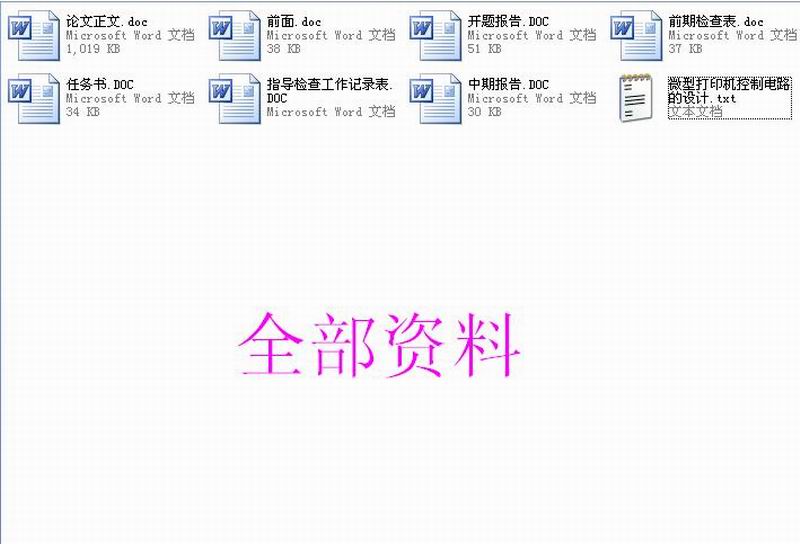 论文正文.doc
Microsoft Word 文档
1,019 KB
前面.doc
Microsoft Word 文档
38 KB
开题报告.DOC
Microsoft Word 文档
51 KB
前期检查表.doc
Microsoft Word 文档
37 KB
任务书.DOC
Microsoft Word 文档
34 KB
指导检查工作记录表.
DOC
Microsoft Word 文档
中期报告.DOC
Microsoft Word 文档
30 KB
微型打印机控制电路
的设计.txt
文本文档
全部资料